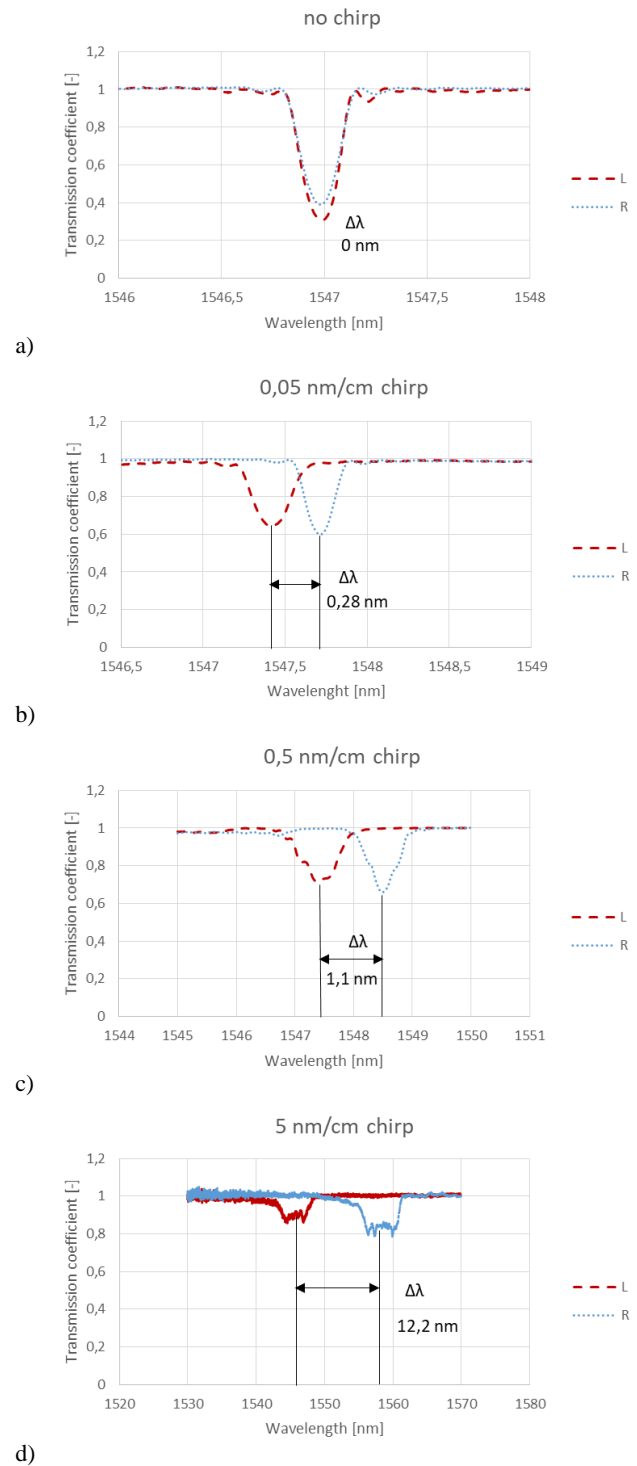 no chirp
1,2
1
0,8
0,6
0,4
0,2
0
Transmission coefficient [-]
Δλ
0 nm
L
R
1546
1546,5
1547
1547,5
1548
Wavelength [nm]
a)
0,05 nm/cm chirp
1,2
1
0,8
0,6
0,4
0,2
0
Transmission coefficient [-]
Δλ
0,28 nm
L
R
1546,5
1547
1547,5
1548
1548,5
1549
Wavelenght [nm]
b)
0,5 nm/cm chirp
1,2
1
0,8
0,6
0,4
0,2
0
Transmission coefficient [-]
Δλ
1,1 nm
L
R
1544
1545
1546
1547
1548
1549
1550
1551
Wavelength [nm]
c)
5 nm/cm chirp
1,2
1
0,8
0,6
0,4
0,2
0
Transmission coefficient [-]
Δλ
12,2 nm
L
R
1520
1530
1540
1550
1560
1570
1580
Wavelength [nm]
d)